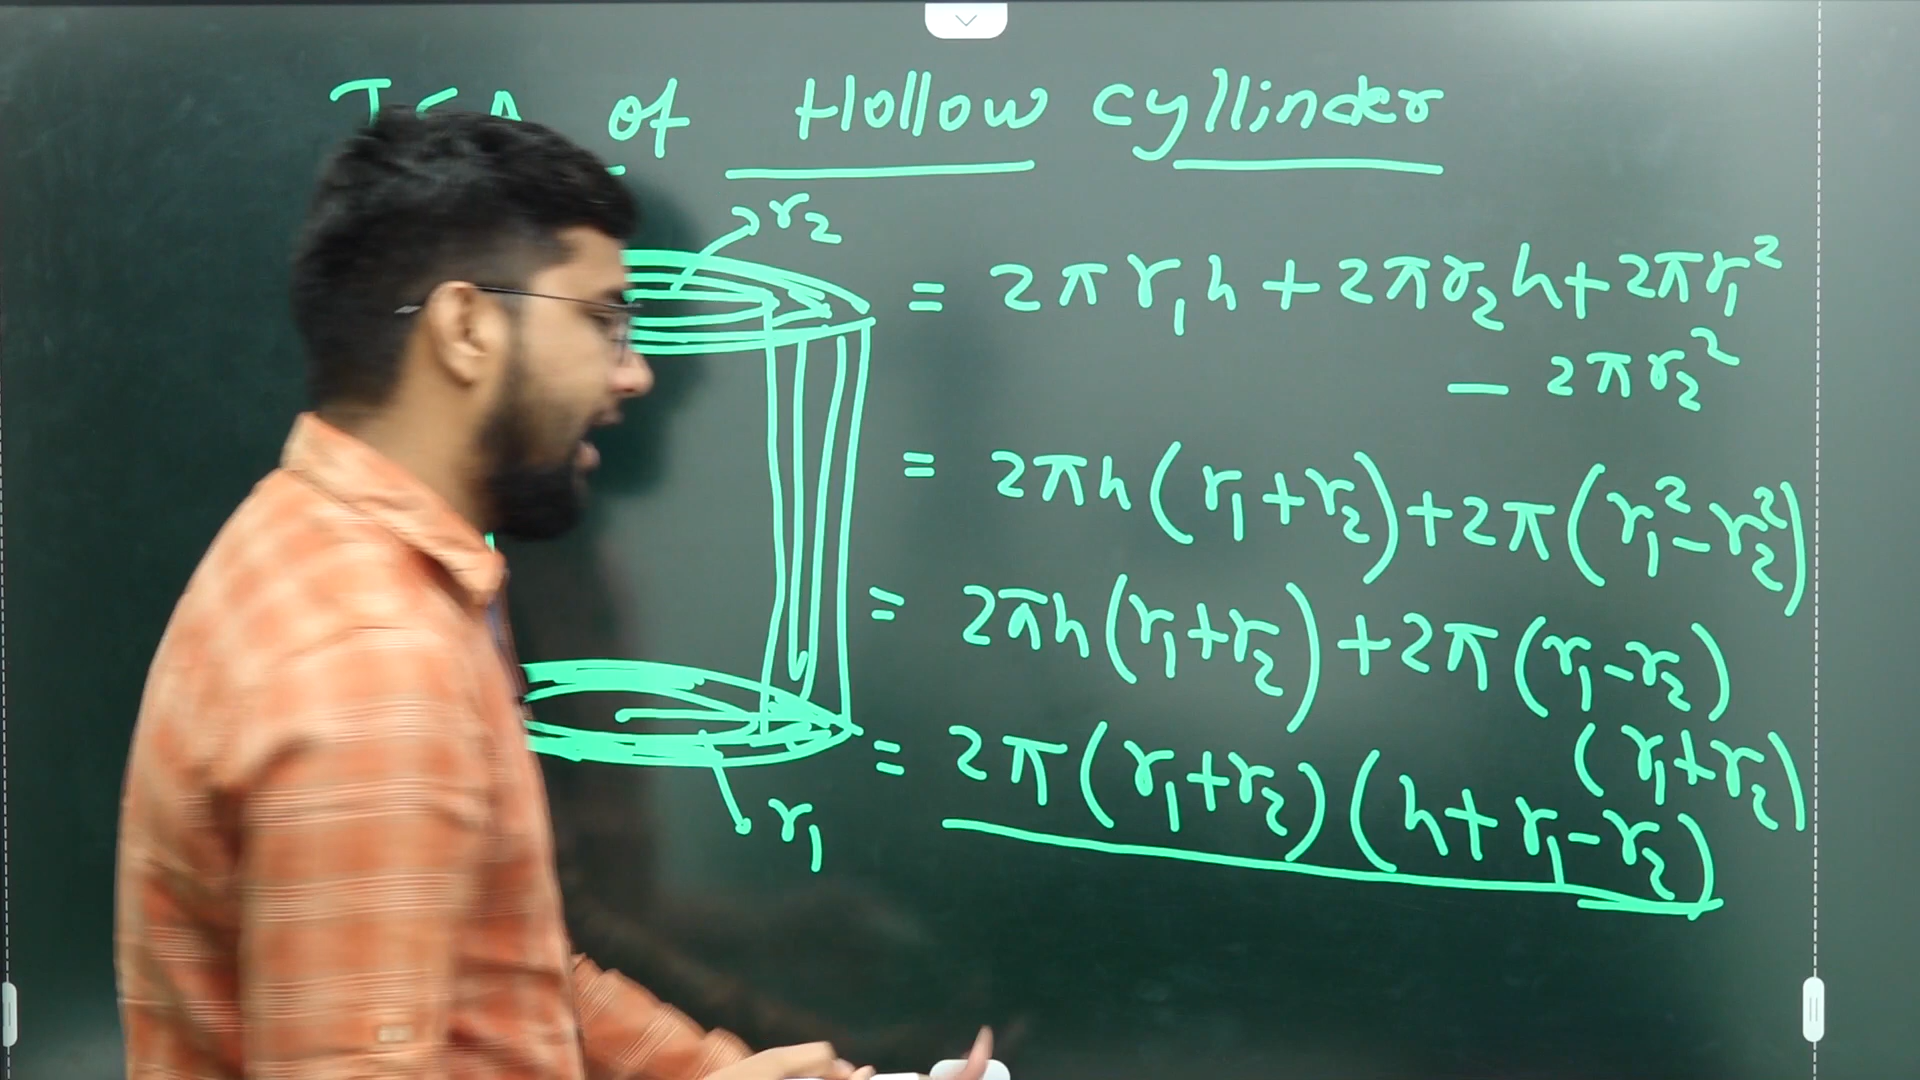 of Hollow cyllinder
r₂
= 2πr₁h + 2πr₂h + 2πr₁²
− 2πr₂²
= 2πh(r₁+r₂)+2π(r₁²−r₂²)
= 2πh(r₁+r₂)+2π(r₁−r₂)
(r₁+r₂)
= 2π(r₁+r₂)(h+r₁−r₂)
r₁